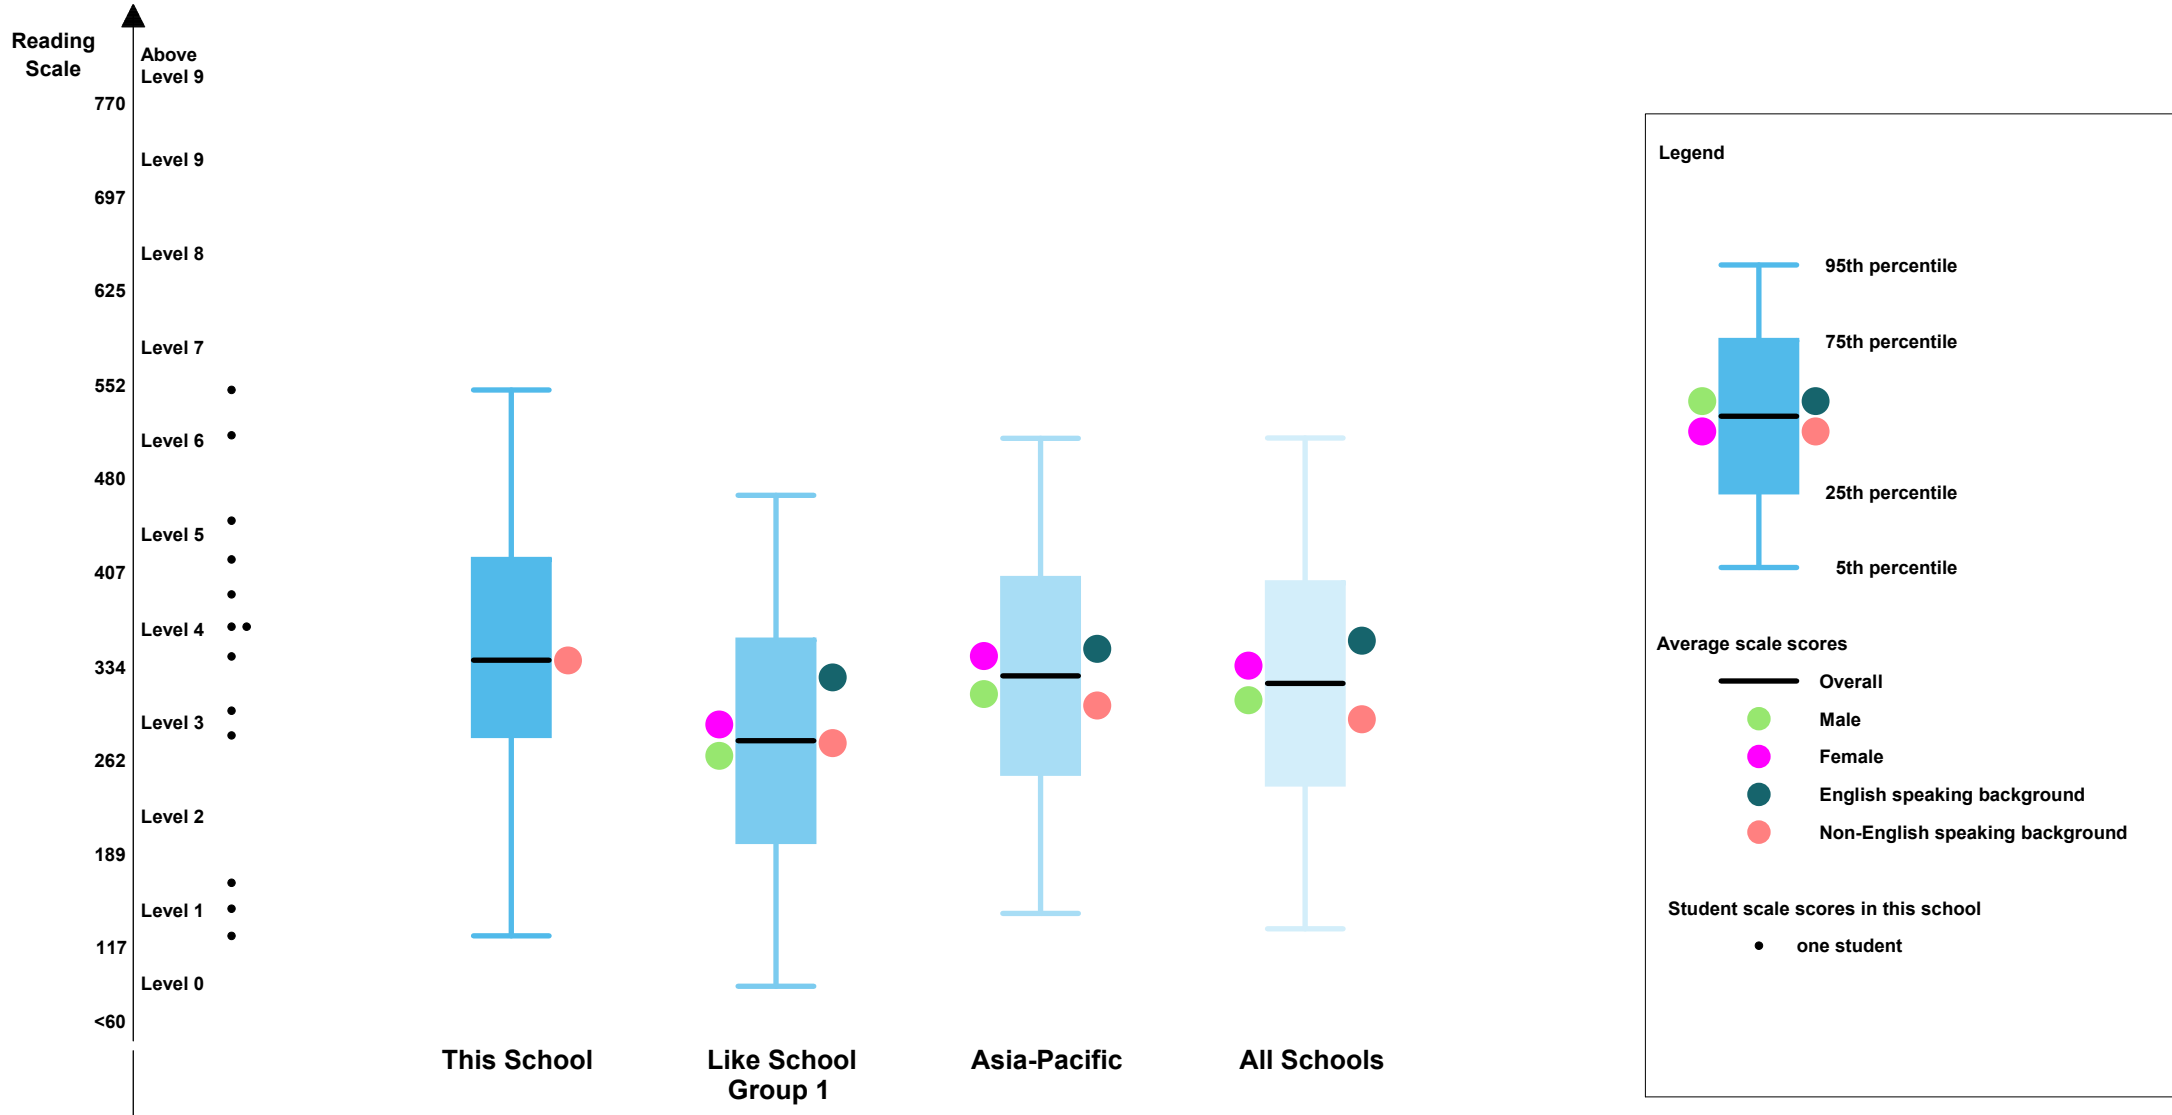 Reading
Scale
Above
Level 9
770
Level 9
697
Level 8
625
Level 7
552
Level 6
480
Level 5
407
Level 4
334
Level 3
262
Level 2
189
Level 1
117
Level 0
<60
This School
Like School
Group 1
Asia-Pacific
All Schools
Legend
95th percentile
75th percentile
25th percentile
5th percentile
Average scale scores
Overall
Male
Female
English speaking background
Non-English speaking background
Student scale scores in this school
one student